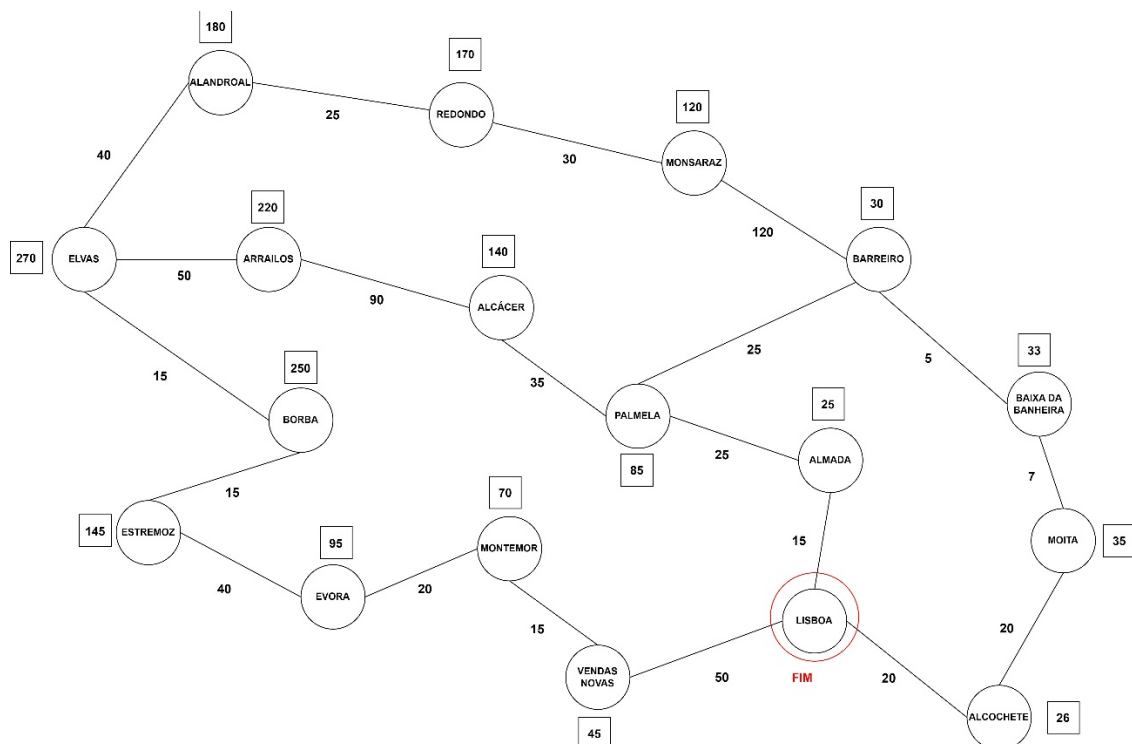 180
ALANDROAL
170
REDONDO
25
120
MONSARAZ
30
40
220
270
ELVAS
ARRAILOS
50
140
ALCÁCER
90
120
30
BARREIRO
25
5
33
BAIXA DA
BANHEIRA
15
250
BORBA
35
PALMELA
85
25
25
ALMADA
7
15
145
ESTREMOZ
70
MONTEMOR
15
MOITA
35
95
EVORA
40
20
15
LISBOA
FIM
20
VENDAS
NOVAS
45
50
20
ALCOCHETE
26